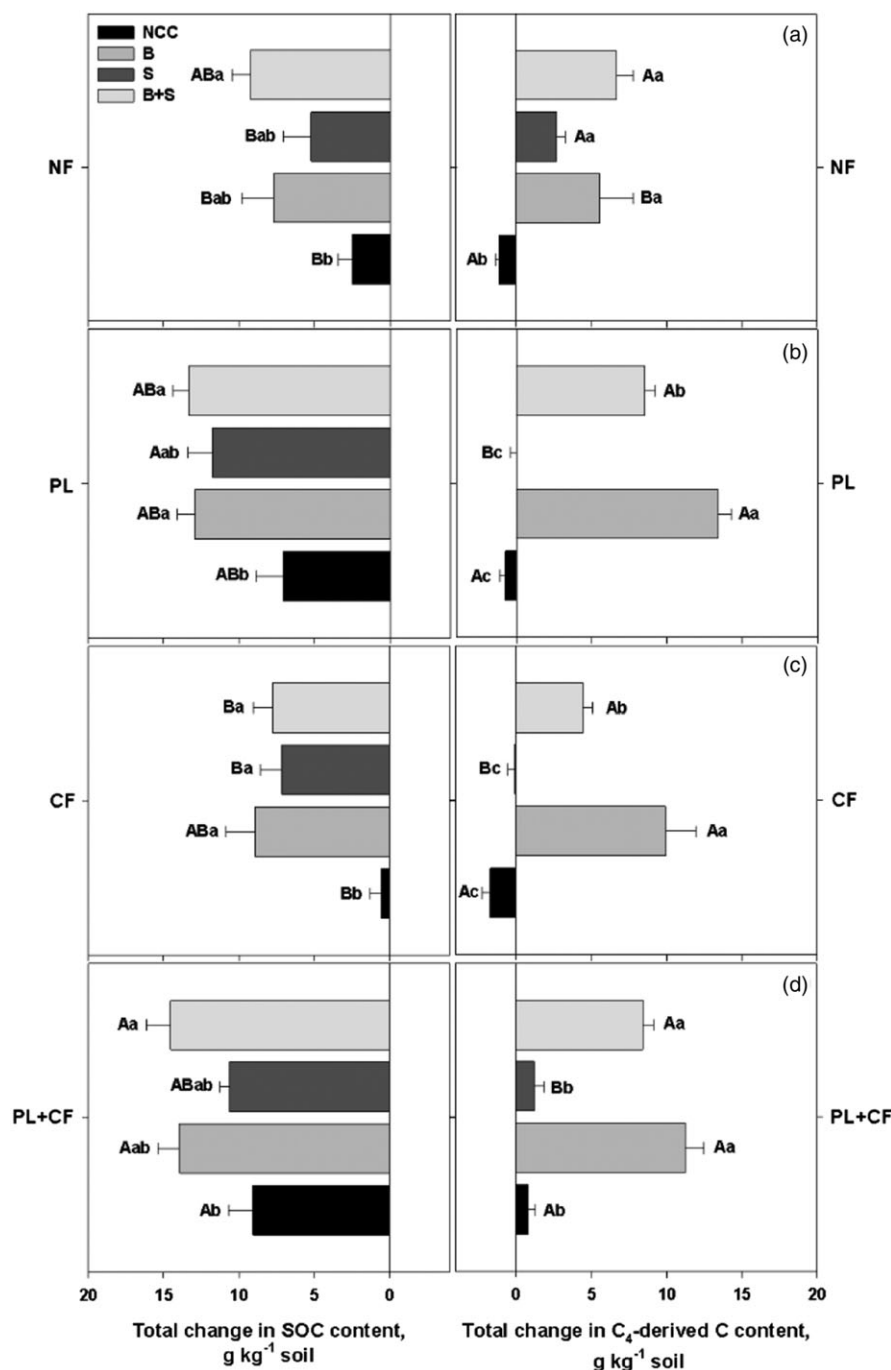 NCC
B
S
B+S
(a)
ABa
Aa
Bab
Aa
NF
NF
Bab
Ba
Bb
Ab
(b)
ABa
Ab
Aab
Bc
PL
PL
ABa
Aa
ABb
Ac
(c)
Ba
Ab
Ba
Bc
CF
CF
ABa
Aa
Bb
Ac
(d)
Aa
Aa
ABab
Bb
PL+CF
PL+CF
Aab
Aa
Ab
Ab
20 15 10 5 0 0 5 10 15 20
Total change in SOC content,
g kg⁻¹ soil
Total change in C₄-derived C content,
g kg⁻¹ soil